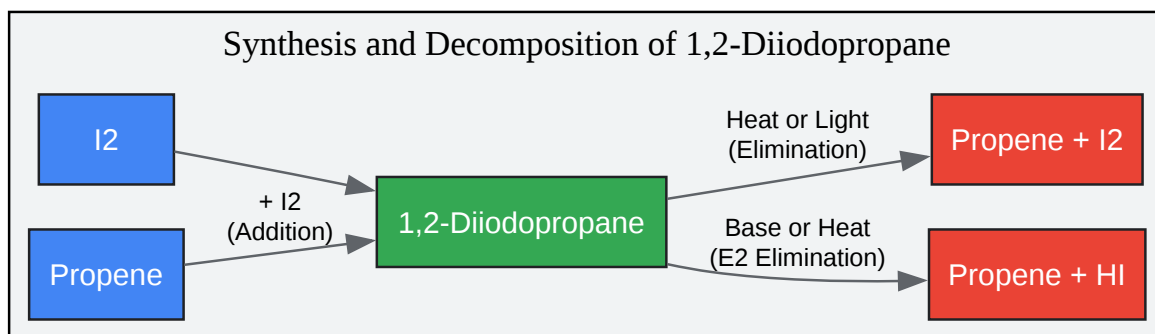 Synthesis and Decomposition of 1,2-Diiodopropane
I2
Propene
+ I2
(Addition)
1,2-Diiodopropane
Heat or Light
(Elimination)
Base or Heat
(E2 Elimination)
Propene + I2
Propene + HI